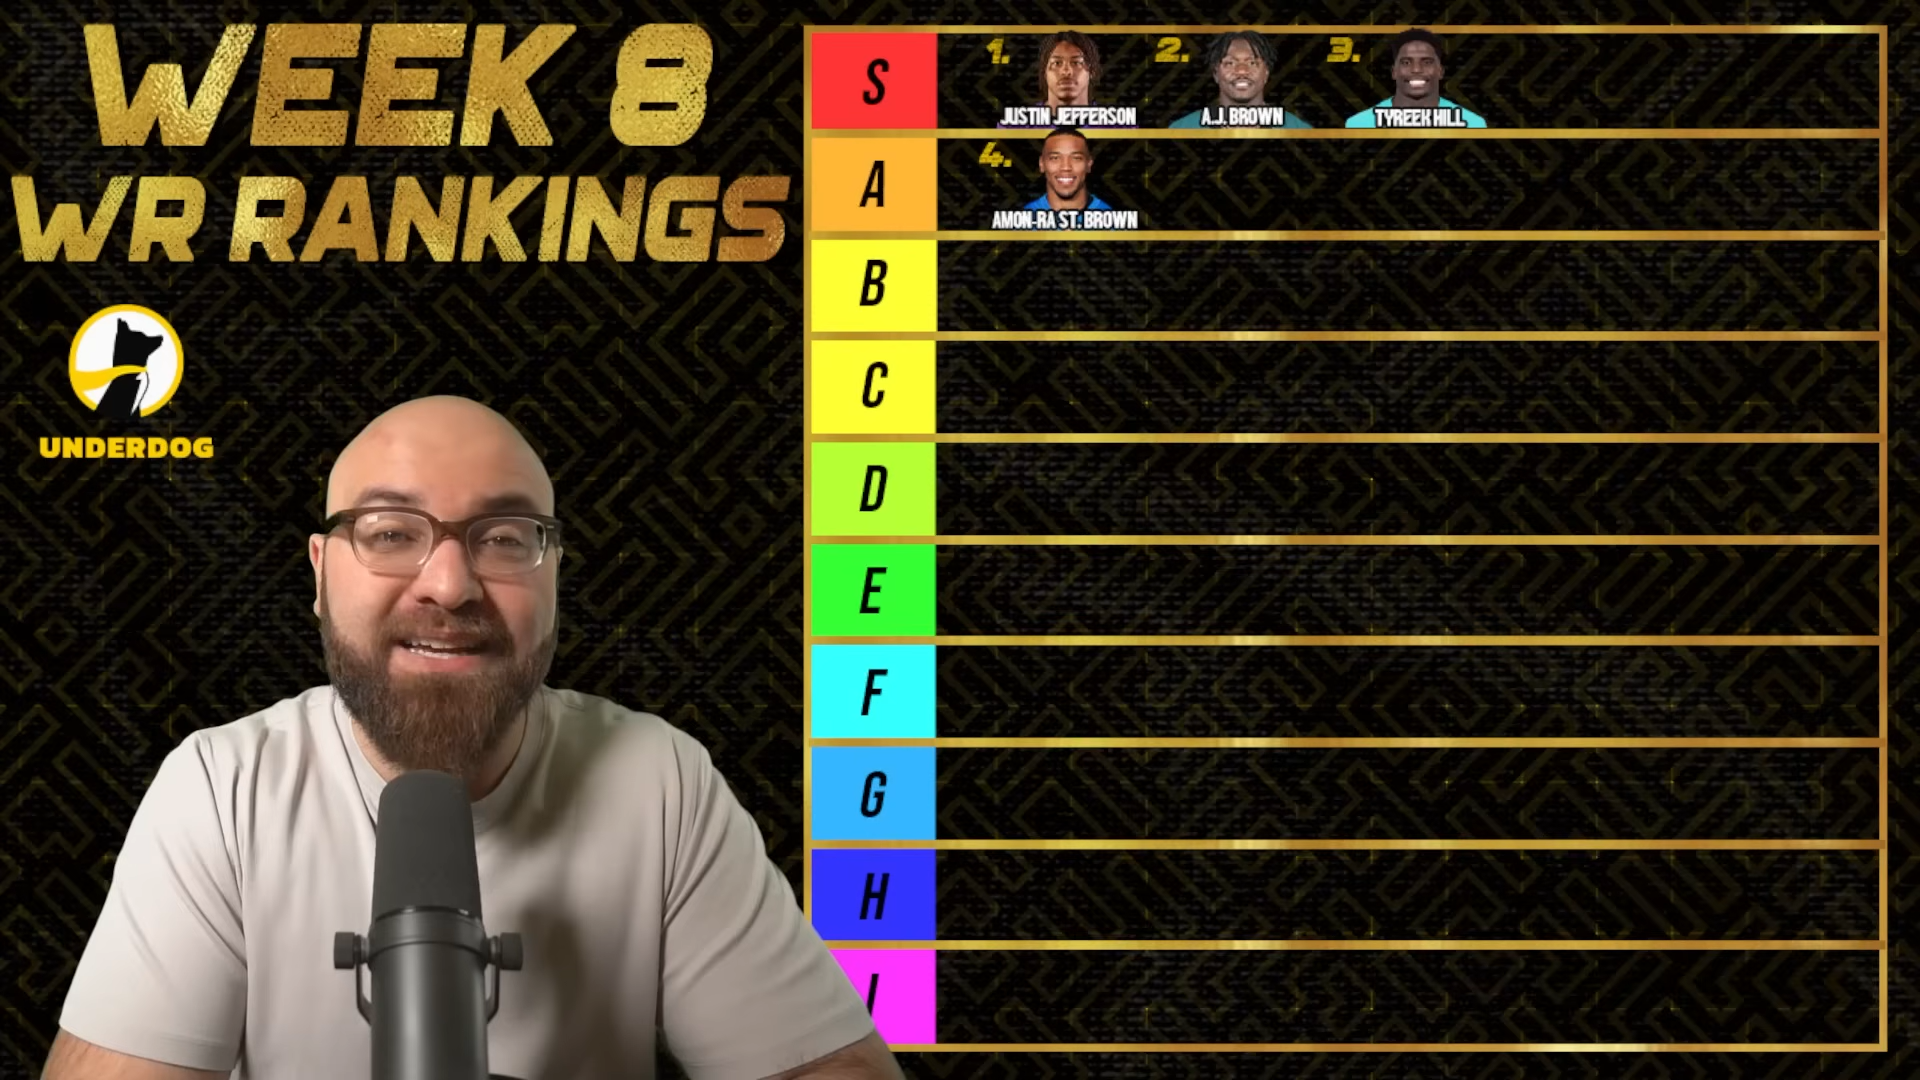 WEEK 8
WR RANKINGS
UNDERDOG
S
1.
JUSTIN JEFFERSON
2.
A.J. BROWN
3.
TYREEK HILL
A
4.
AMON-RA ST. BROWN
B
C
D
E
F
G
H
I